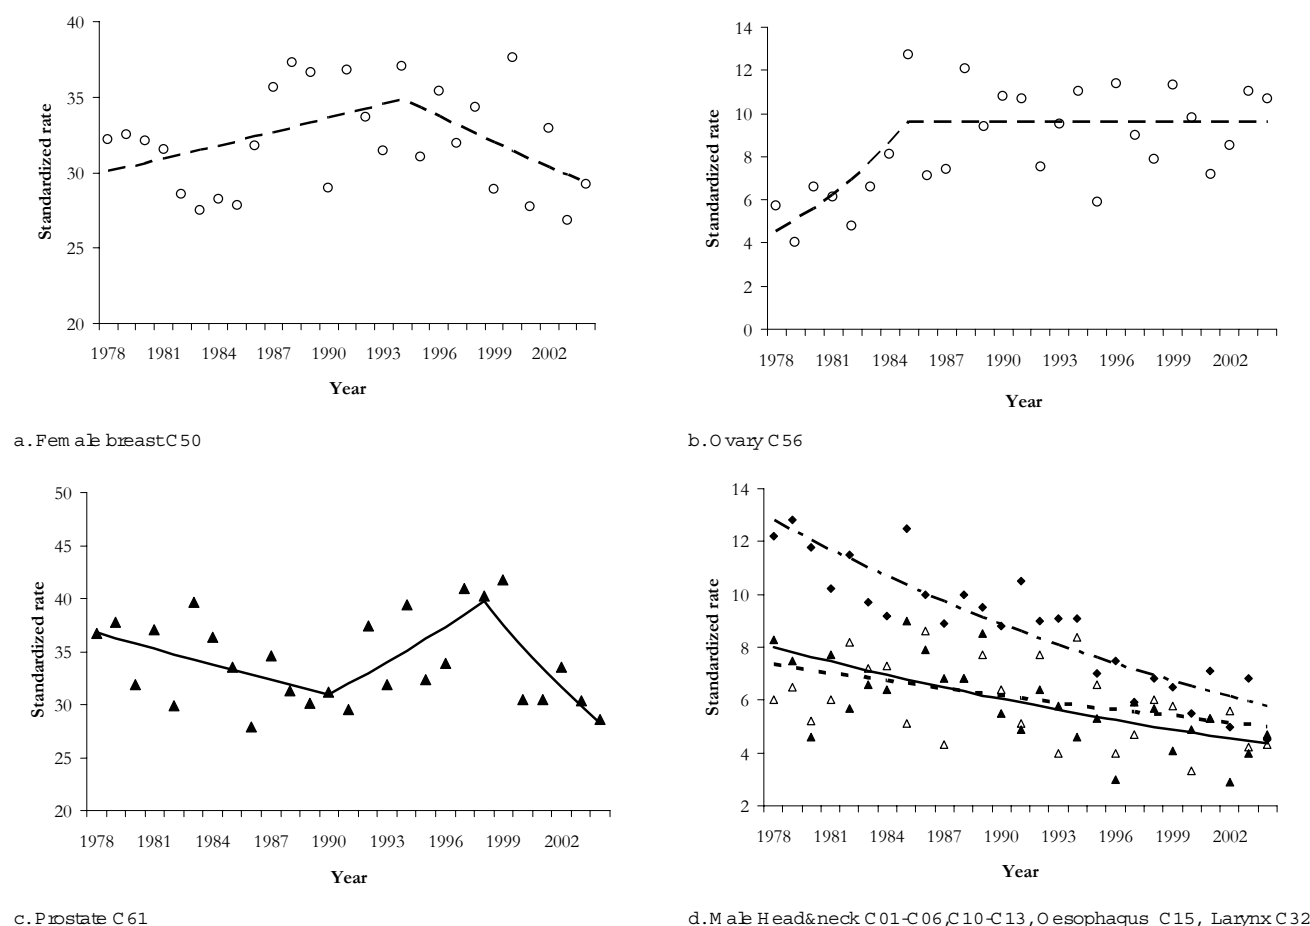 40
35
30
25
20
Standardized rate
1978 1981 1984 1987 1990 1993 1996 1999 2002
Year
a. Female breast C50
14
12
10
8
6
4
2
0
Standardized rate
1978 1981 1984 1987 1990 1993 1996 1999 2002
Year
b. Ovary C56
50
45
40
35
30
25
20
Standardized rate
1978 1981 1984 1987 1990 1993 1996 1999 2002
Year
c. Prostate C61
14
12
10
8
6
4
2
Standardized rate
1978 1981 1984 1987 1990 1993 1996 1999 2002
Year
d. Male Head&neck C01-C06,C10-C13, Oesophagus C15, Larynx C32